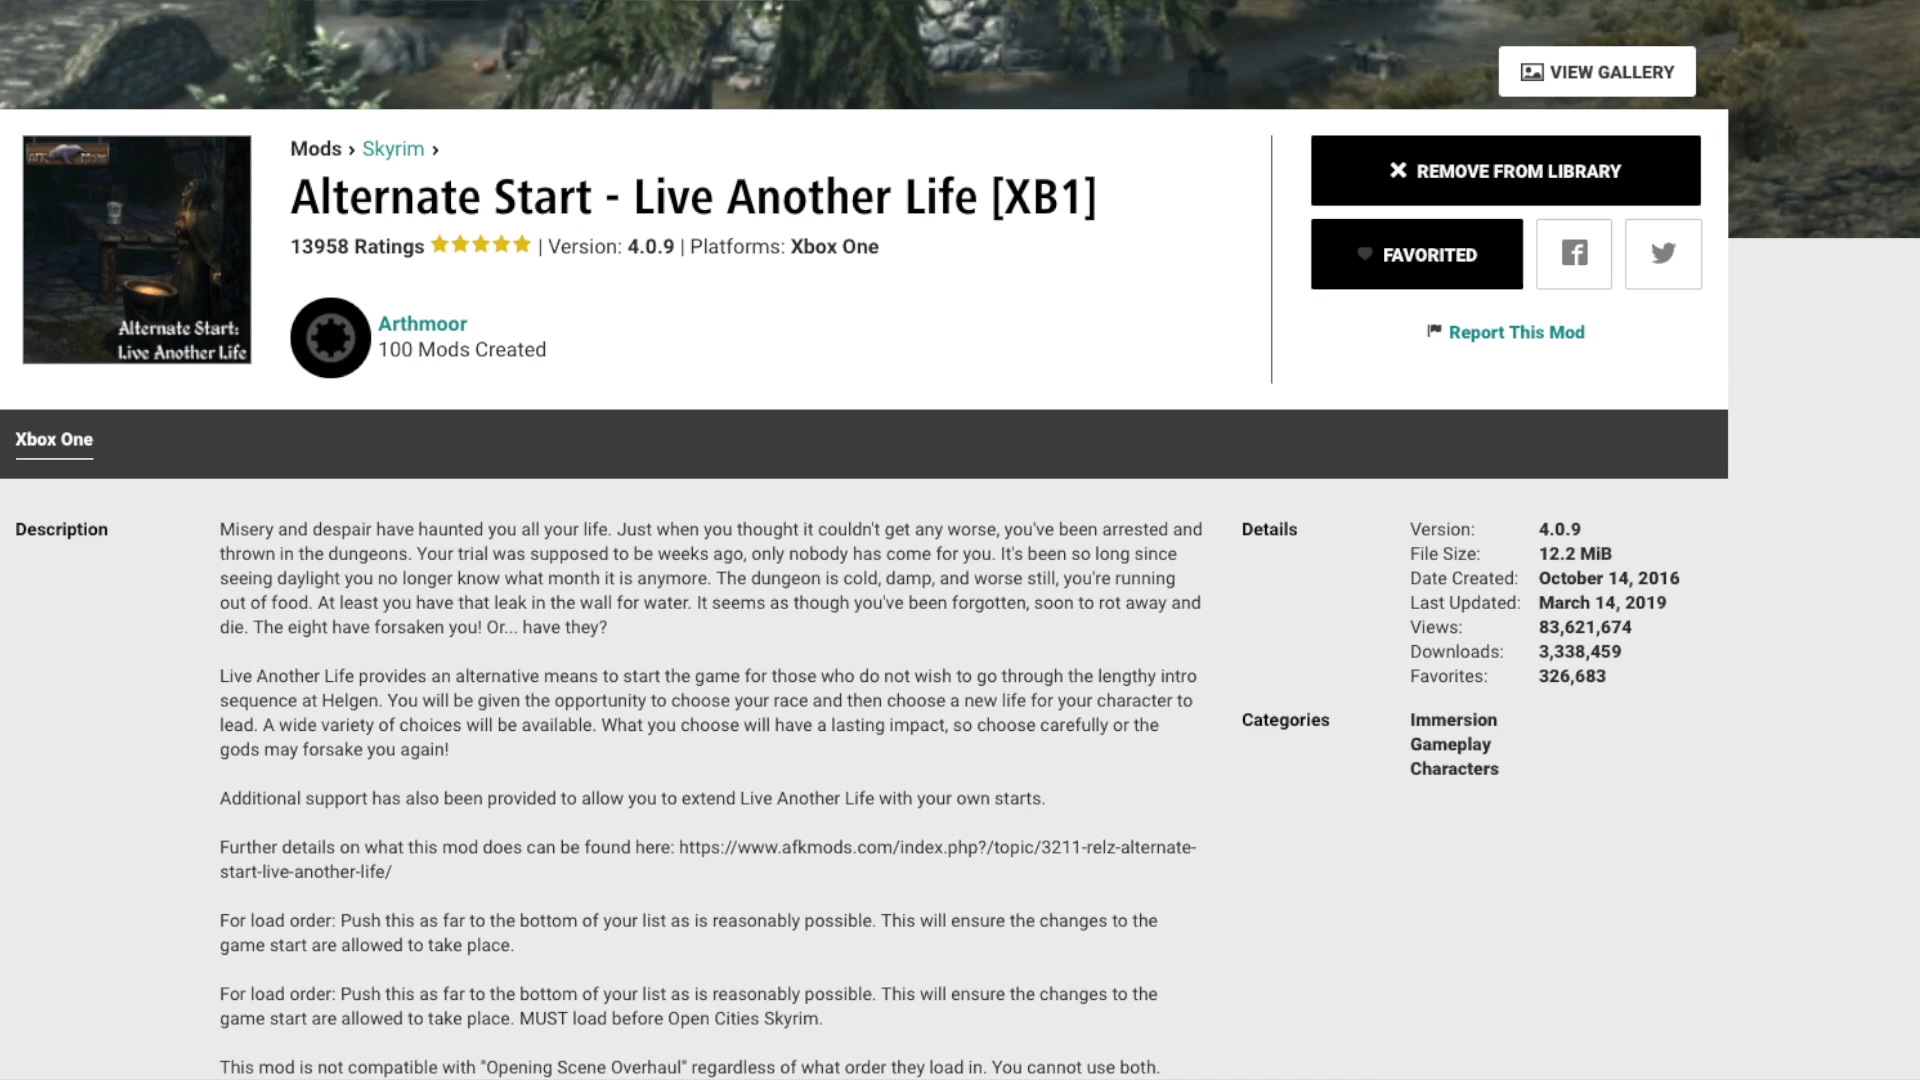 VIEW GALLERY
Mods › Skyrim ›
Alternate Start - Live Another Life [XB1]
13958 Ratings | Version: 4.0.9 | Platforms: Xbox One
Arthmoor
100 Mods Created
Alternate Start:
Live Another Life
REMOVE FROM LIBRARY
FAVORITED
Report This Mod
Xbox One
Description
Misery and despair have haunted you all your life. Just when you thought it couldn't get any worse, you've been arrested and
thrown in the dungeons. Your trial was supposed to be weeks ago, only nobody has come for you. It's been so long since
seeing daylight you no longer know what month it is anymore. The dungeon is cold, damp, and worse still, you're running
out of food. At least you have that leak in the wall for water. It seems as though you've been forgotten, soon to rot away and
die. The eight have forsaken you! Or... have they?
Live Another Life provides an alternative means to start the game for those who do not wish to go through the lengthy intro
sequence at Helgen. You will be given the opportunity to choose your race and then choose a new life for your character to
lead. A wide variety of choices will be available. What you choose will have a lasting impact, so choose carefully or the
gods may forsake you again!
Additional support has also been provided to allow you to extend Live Another Life with your own starts.
Further details on what this mod does can be found here: https://www.afkmods.com/index.php?/topic/3211-relz-alternate-
start-live-another-life/
For load order: Push this as far to the bottom of your list as is reasonably possible. This will ensure the changes to the
game start are allowed to take place.
For load order: Push this as far to the bottom of your list as is reasonably possible. This will ensure the changes to the
game start are allowed to take place. MUST load before Open Cities Skyrim.
This mod is not compatible with "Opening Scene Overhaul" regardless of what order they load in. You cannot use both.
Details
Version: 4.0.9
File Size: 12.2 MiB
Date Created: October 14, 2016
Last Updated: March 14, 2019
Views: 83,621,674
Downloads: 3,338,459
Favorites: 326,683
Categories
Immersion
Gameplay
Characters